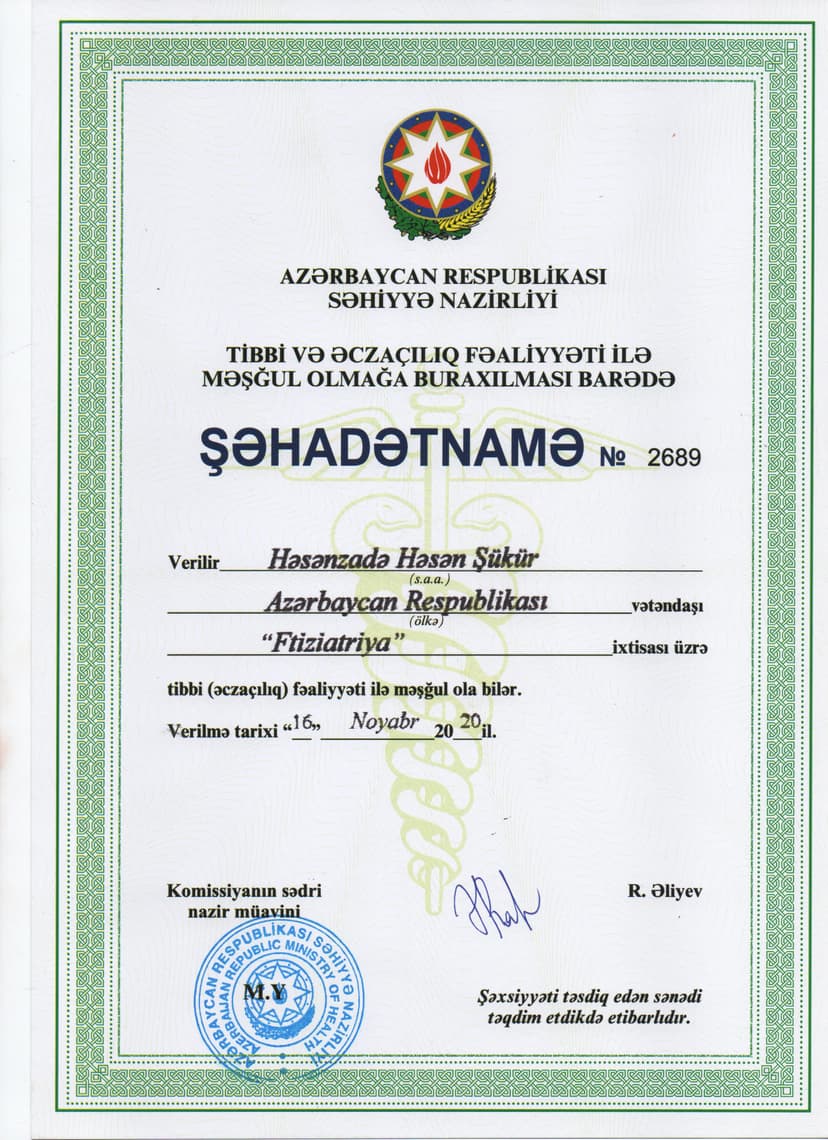 AZƏRBAYCAN RESPUBLİKASI
SƏHİYYƏ NAZİRLİYİ
TİBBİ VƏ ƏCZAÇILIQ FƏALİYYƏTİ İLƏ
MƏŞĞUL OLMAĞA BURAXILMASI BARƏDƏ
ŞƏHADƏTNAMƏ № 2689
Verilir Həsənzadə Həsən Şükür
(s.a.a.)
Azərbaycan Respublikası vətəndaşı
(ölkə)
“Ftiziatriya” ixtisası üzrə
tibbi (əczaçılıq) fəaliyyəti ilə məşğul ola bilər.
Verilmə tarixi “16” Noyabr 2020 il.
Komissiyanın sədri
nazir müavini
R. Əliyev
AZƏRBAYCAN RESPUBLİKASI SƏHİYYƏ NAZİRLİYİ
AZERBAIJAN REPUBLIC MINISTRY OF HEALTH
M.Y
Şəxsiyyəti təsdiq edən sənədi
təqdim etdikdə etibarlıdır.